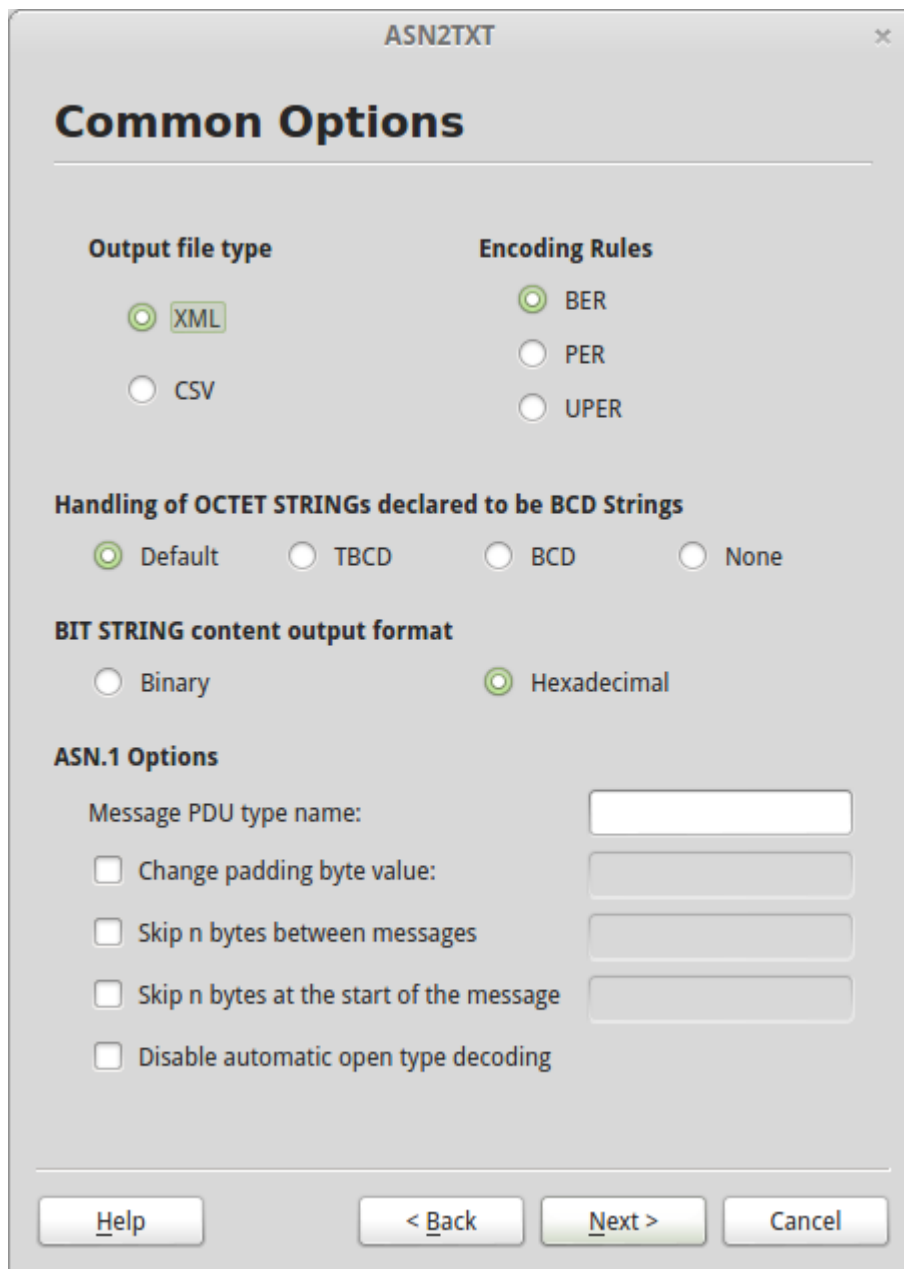 ASN2TXT
Common Options
Output file type
XML
CSV
Encoding Rules
BER
PER
UPER
Handling of OCTET STRINGs declared to be BCD Strings
Default TBCD BCD None
BIT STRING content output format
Binary Hexadecimal
ASN.1 Options
Message PDU type name:
Change padding byte value:
Skip n bytes between messages
Skip n bytes at the start of the message
Disable automatic open type decoding
Help < Back Next > Cancel